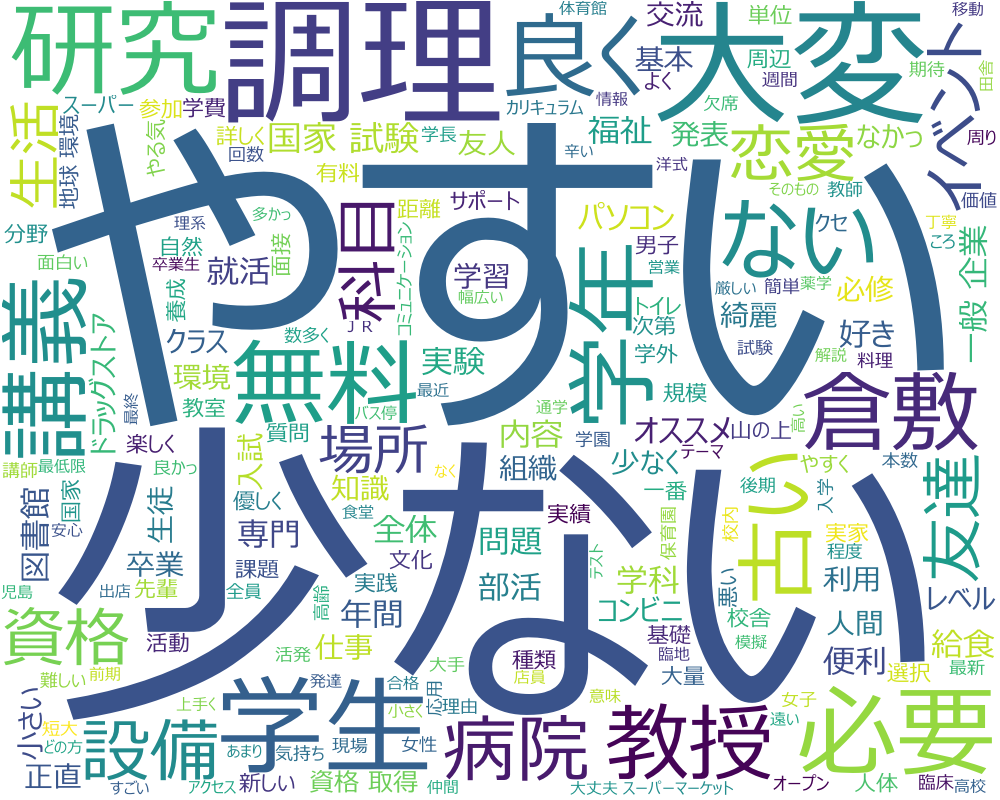 研究
調理
良く
大変
体育館
交流
単位
移動
基本
周辺
よく
週間
期待
田舎
イベント
生活
スーパー
環境
地球
参加
やる気
学費
カリキュラム
情報
欠席
詳しく
回数
国家 試験
学長
友人
福祉
発表
恋愛
なかっ
周り
辛い
洋式
有料
そのもの
教師
価値
やすい
科目
距離
サポート
パソコン
ない
クセ
丁寧
ころ
分野
理系
多かっ
面白い
卒業生
自然
就活
面接
コミュニケーション
学習
幅広い
男子
営業
学年
厳しい
薬学
簡単
必修
一般 企業
養成
トイレ
綺麗
講義
ドラッグストア
クラス
数多く
JR
次第
試験
好き
環境
無料
実験
学外
解説
料理
最終
教室
バス停
最近
通学
規模
高い
倉敷
楽しく
入試
質問
場所
内容
学園
オススメ
テーマ
山の上
講師
最低限
良かっ
知識
なく
組織
少なく
やすく
本数
国家
安心
図書館
生徒
優しく
専門
食堂
全体
実績
一番
後期
入学
古い
友達
少ない
文化
問題
保育園
校内
実家
程度
卒業
課題
テスト
児島
出店
先輩
全員
高齢
実践
年間
部活
学科
コンビニ
悪い
校舎
利用
レベル
資格
活動
活発
仕事
種類
店員
基礎
臨地
模擬
人間
給食
難しい
前期
発達
大手
大量
便利
選択
最新
小さい
短大
どの方
上手く
学生
合格
小さく
応用
理由
意味
女子
遠い
必要
正直
設備
あまり
気持ち
現場
女性
病院
教授
すごい
アクセス
新しい
資格 取得
仲間
大丈夫
スーパーマーケット
オープン
人体
臨床
高校